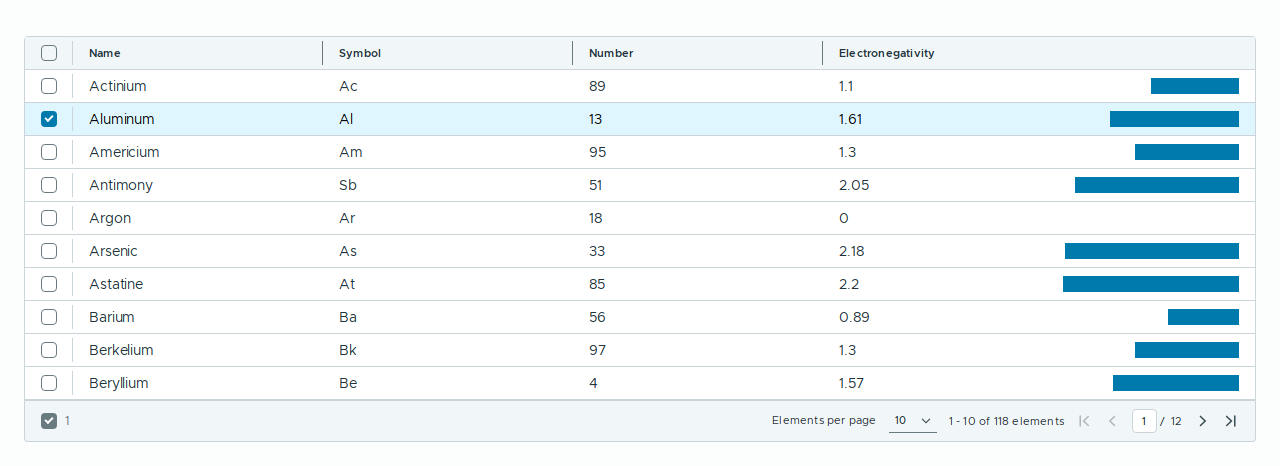 Name Symbol Number Electronegativity
Actinium Ac 89 1.1
Aluminum Al 13 1.61
Americium Am 95 1.3
Antimony Sb 51 2.05
Argon Ar 18 0
Arsenic As 33 2.18
Astatine At 85 2.2
Barium Ba 56 0.89
Berkelium Bk 97 1.3
Beryllium Be 4 1.57
1 Elements per page 10 1 - 10 of 118 elements 1 / 12